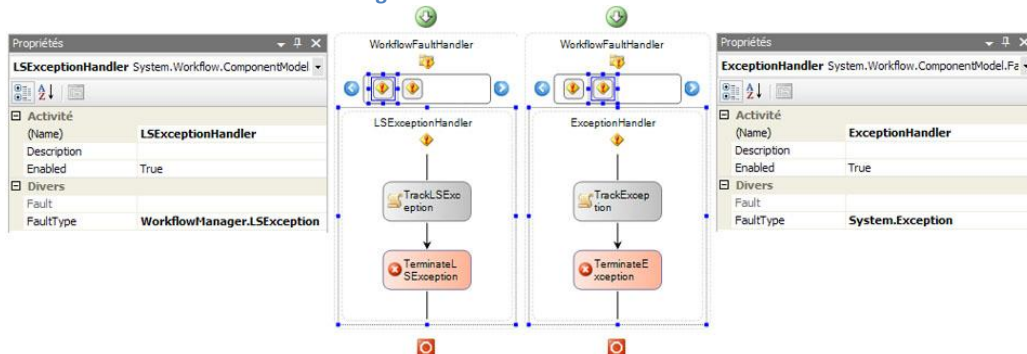 Propriétés
LSExceptionHandler System.Workflow.ComponentModel
Activité
(Name) LSExceptionHandler
Description
Enabled True
Divers
Fault
FaultType WorkflowManager.LSException
WorkflowFaultHandler
LSExceptionHandler
TrackLSExc
eption
TerminateL
SException
WorkflowFaultHandler
ExceptionHandler
TrackExcep
tion
TerminateE
xception
Propriétés
ExceptionHandler System.Workflow.ComponentModel.Fa
Activité
(Name) ExceptionHandler
Description
Enabled True
Divers
Fault
FaultType System.Exception